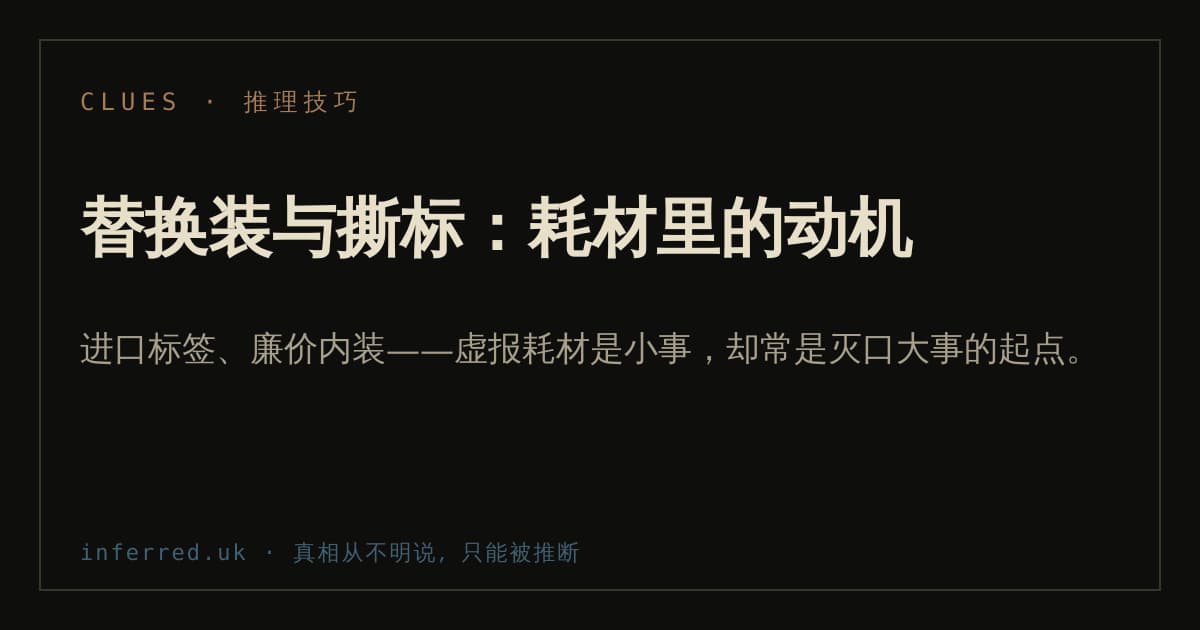 CLUES · 推理技巧
替换装与撕标：耗材里的动机
进口标签、廉价内装——虚报耗材是小事，却常是灭口大事的起点。
inferred.uk · 真相从不明说，只能被推断